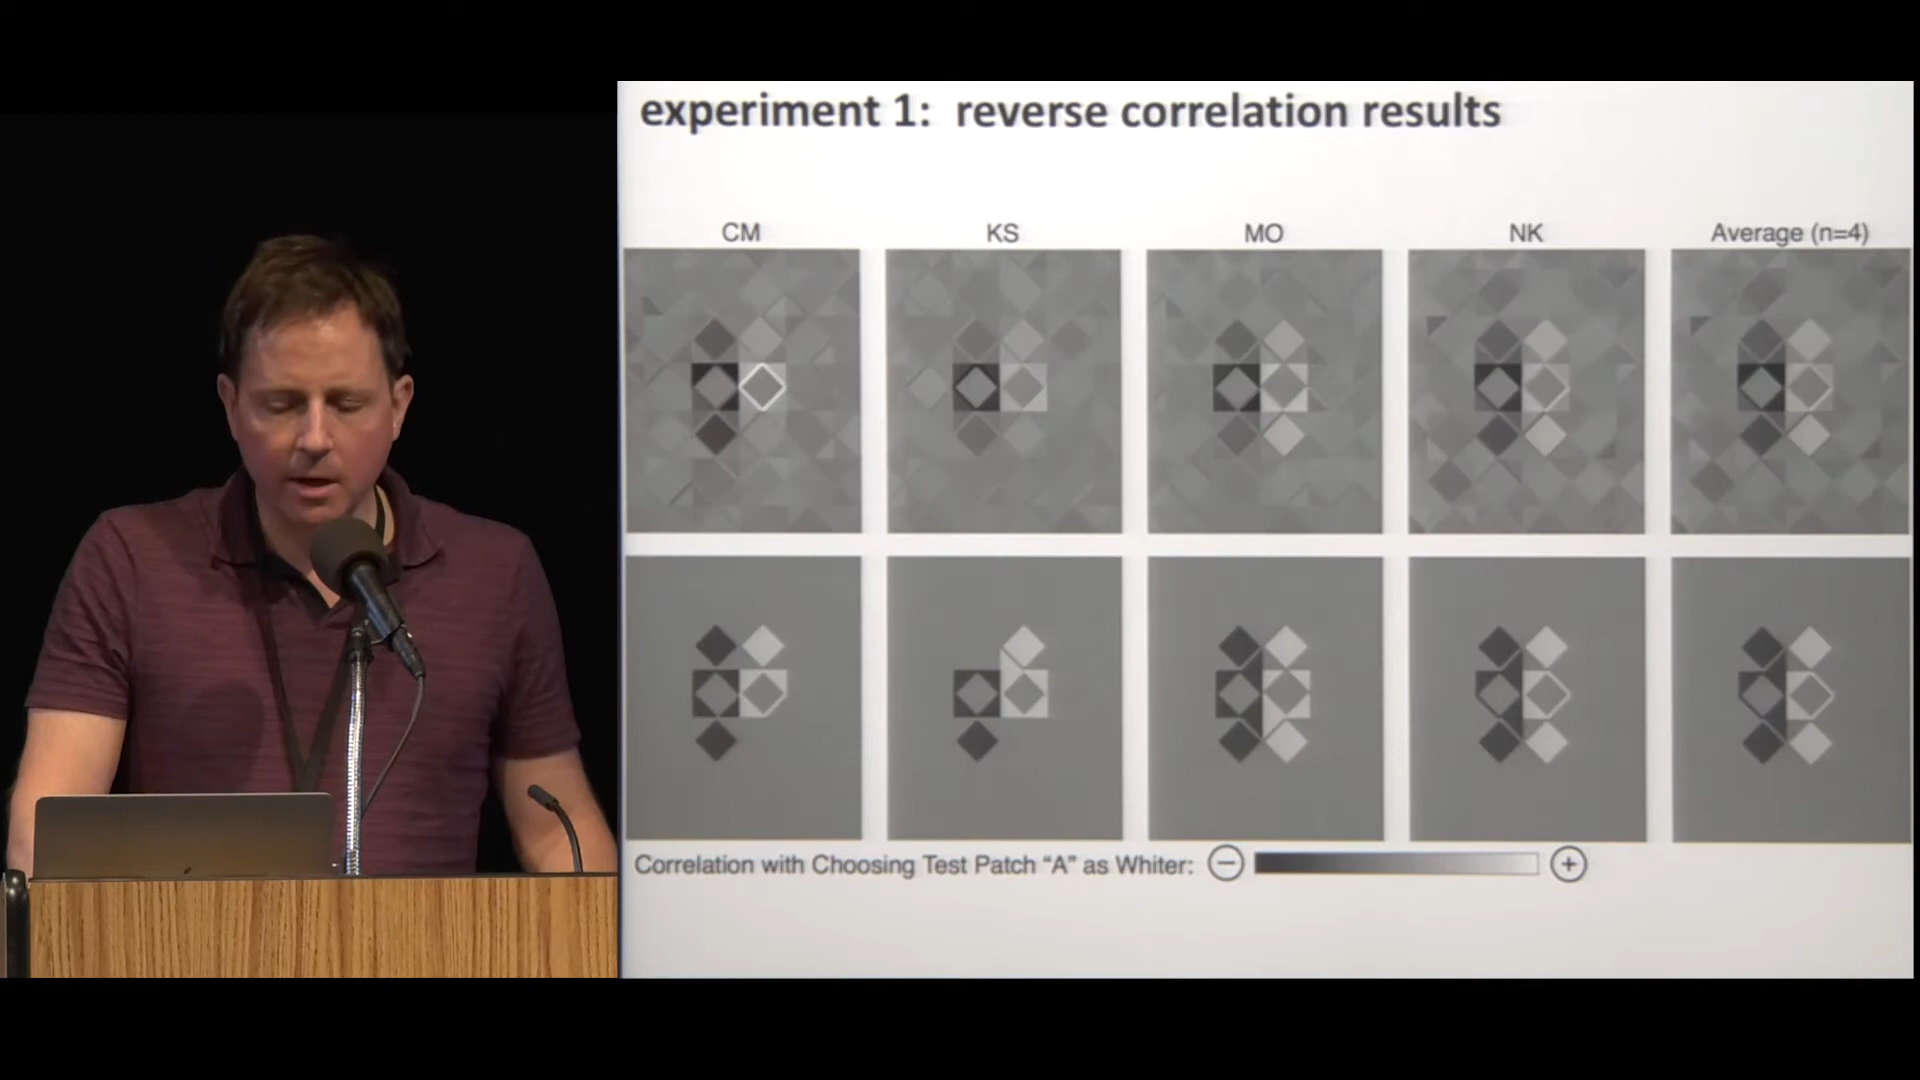 experiment 1: reverse correlation results
CM KS MO NK Average (n=4)
Correlation with Choosing Test Patch “A” as Whiter: − +